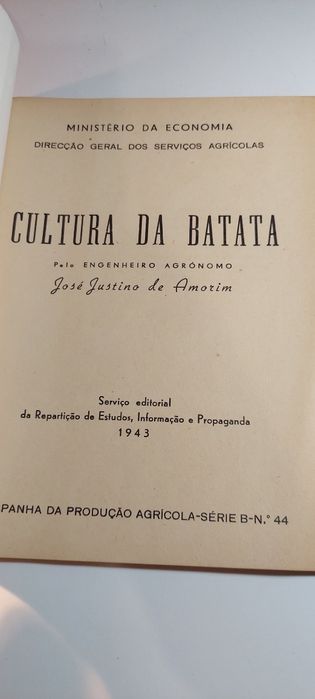 MINISTÉRIO DA ECONOMIA
DIRECÇÃO GERAL DOS SERVIÇOS AGRÍCOLAS
CULTURA DA BATATA
Pelo ENGENHEIRO AGRÓNOMO
José Justino de Amorim
Serviço editorial
da Repartição de Estudos, Informação e Propaganda
1943
PANHA DA PRODUÇÃO AGRÍCOLA-SÉRIE B-N.º 44